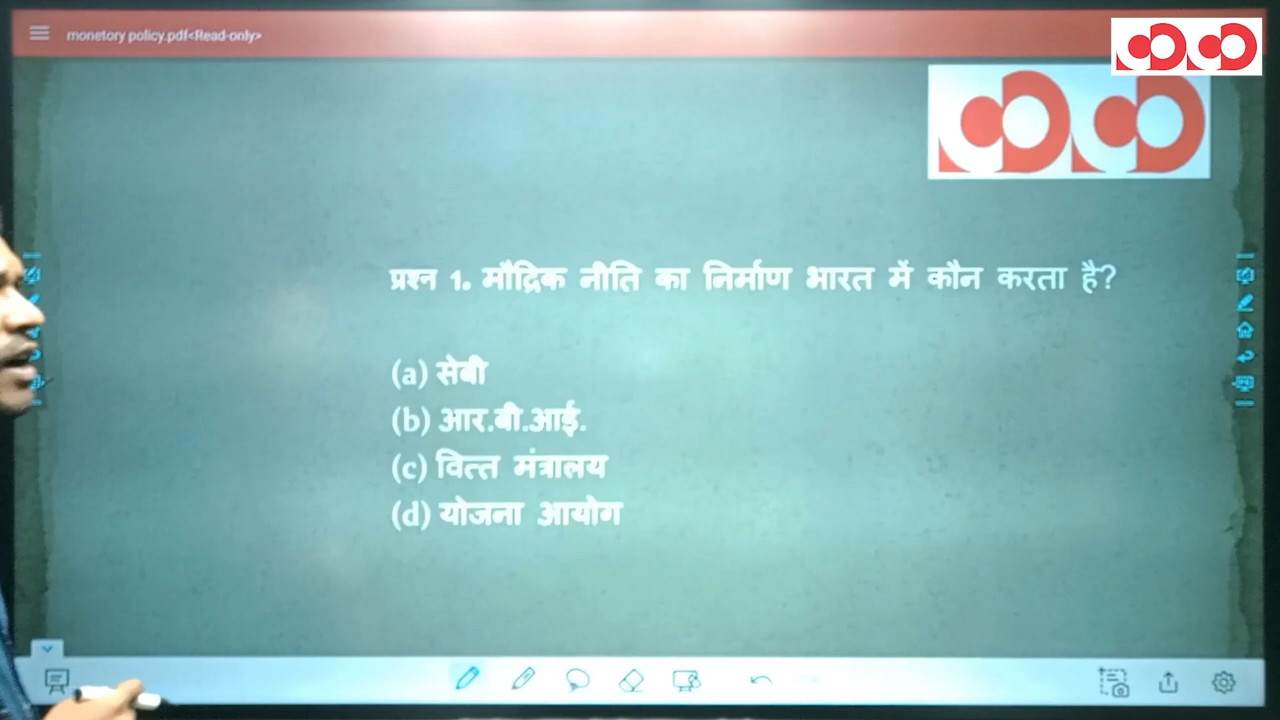 monetory policy.pdf<Read-only>
प्रश्न 1. मौद्रिक नीति का निर्माण भारत में कौन करता है?
(a) सेबी
(b) आर.बी.आई.
(c) वित्त मंत्रालय
(d) योजना आयोग